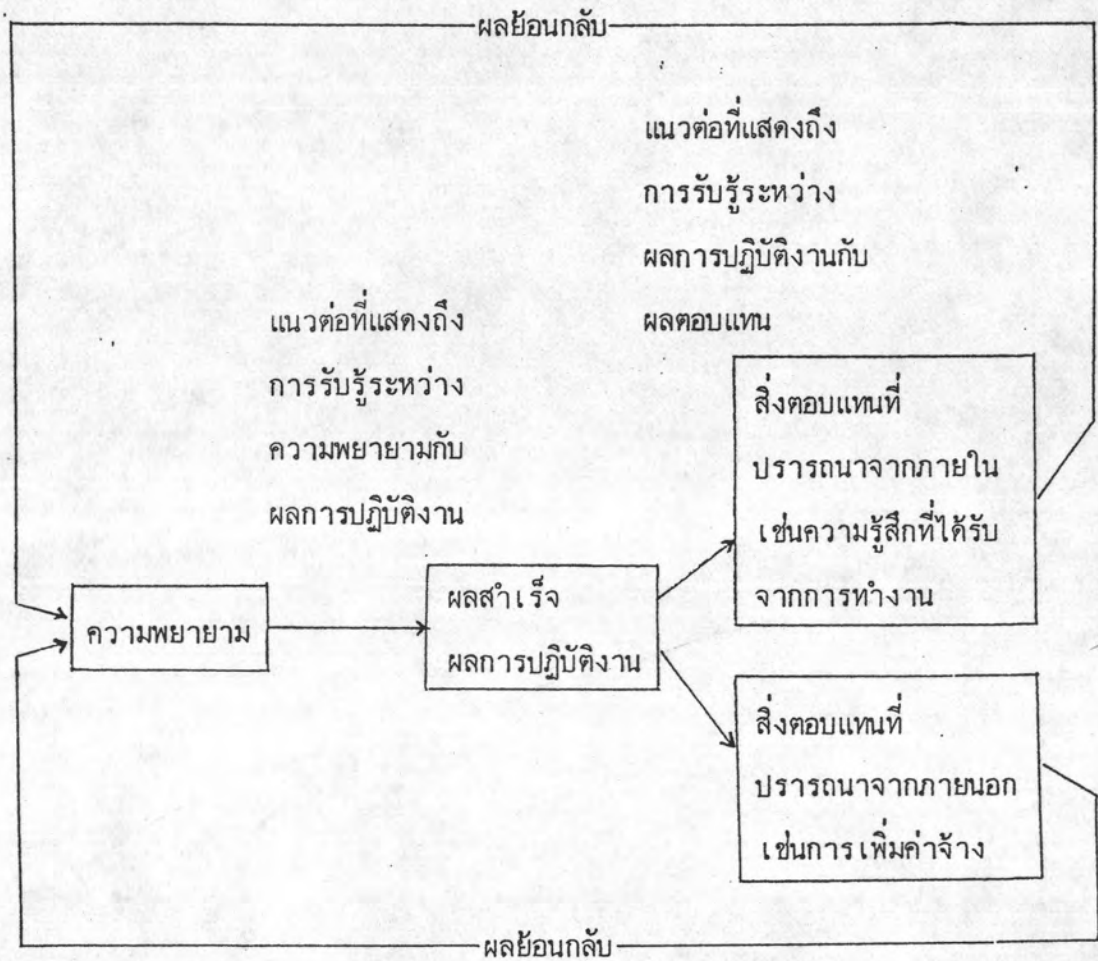 ผลย้อนกลับ
แนวต่อที่แสดงถึง
การรับรู้ระหว่าง
ผลการปฏิบัติงานกับ
ผลตอบแทน
แนวต่อที่แสดงถึง
การรับรู้ระหว่าง
ความพยายามกับ
ผลการปฏิบัติงาน
สิ่งตอบแทนที่
ปรารถนาจากภายใน
เช่นความรู้สึกที่ได้รับ
จากการทำงาน
ความพยายาม
ผลสำเร็จ
ผลการปฏิบัติงาน
สิ่งตอบแทนที่
ปรารถนาจากภายนอก
เช่นการเพิ่มค่าจ้าง
ผลย้อนกลับ